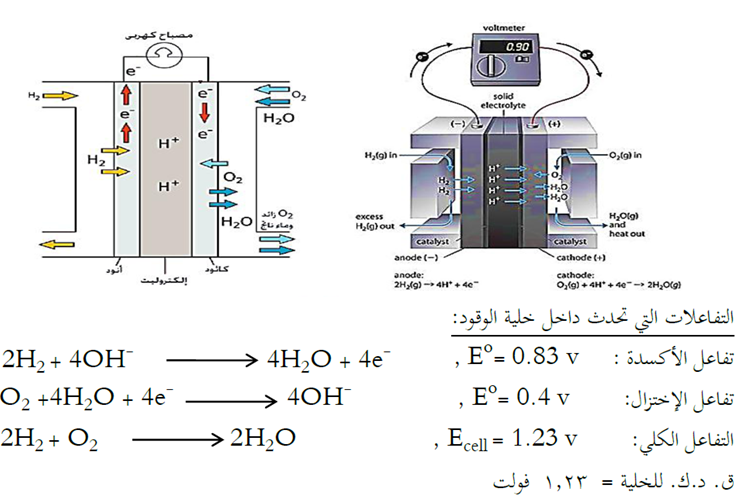 مصباح كهربى
e⁻
H₂
e⁻
e⁻
O₂
H₂O
e⁻
H⁺
H₂
H⁺
O₂
H₂O
O₂ زائد
وماء ناتج
أنود
إلكتروليت
كاثود
voltmeter
0.90
e
e
solid
electrolyte
(−)
(+)
H₂(g) in
O₂(g) in
H₂
H₂
H⁺
H⁺
H⁺
H⁺
O₂
H₂O
H₂O
excess
H₂(g) out
H₂O(g)
and
heat out
catalyst
catalyst
anode (−)
cathode (+)
anode:
2H₂(g) → 4H⁺ + 4e⁻
cathode:
O₂(g) + 4H⁺ + 4e⁻ → 2H₂O(g)
التفاعلات التي تحدث داخل خلية الوقود:
تفاعل الأكسدة : 2H₂ + 4OH⁻ → 4H₂O + 4e⁻ , E° = 0.83 v
تفاعل الإختزال: O₂ +4H₂O + 4e⁻ → 4OH⁻ , E° = 0.4 v
التفاعل الكلي: 2H₂ + O₂ → 2H₂O , Ecell = 1.23 v
ق. د.ك. للخلية = ١,٢٣ فولت